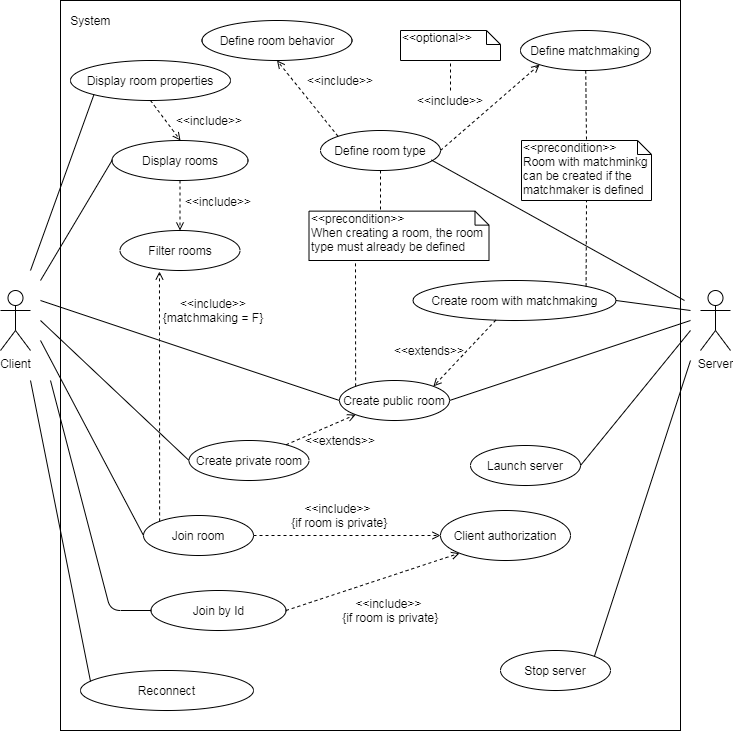 System
Define room behavior
<<optional>>
Define matchmaking
Display room properties
<<include>>
<<include>>
<<include>>
Display rooms
Define room type
<<precondition>>
Room with matchminkg
can be created if the
matchmaker is defined
<<include>>
<<precondition>>
When creating a room, the room
type must already be defined
Filter rooms
<<include>>
{matchmaking = F}
Create room with matchmaking
Client
Server
<<extends>>
Create public room
<<extends>>
Create private room
Launch server
<<include>>
{if room is private}
Join room
Client authorization
<<include>>
{if room is private}
Join by Id
Stop server
Reconnect